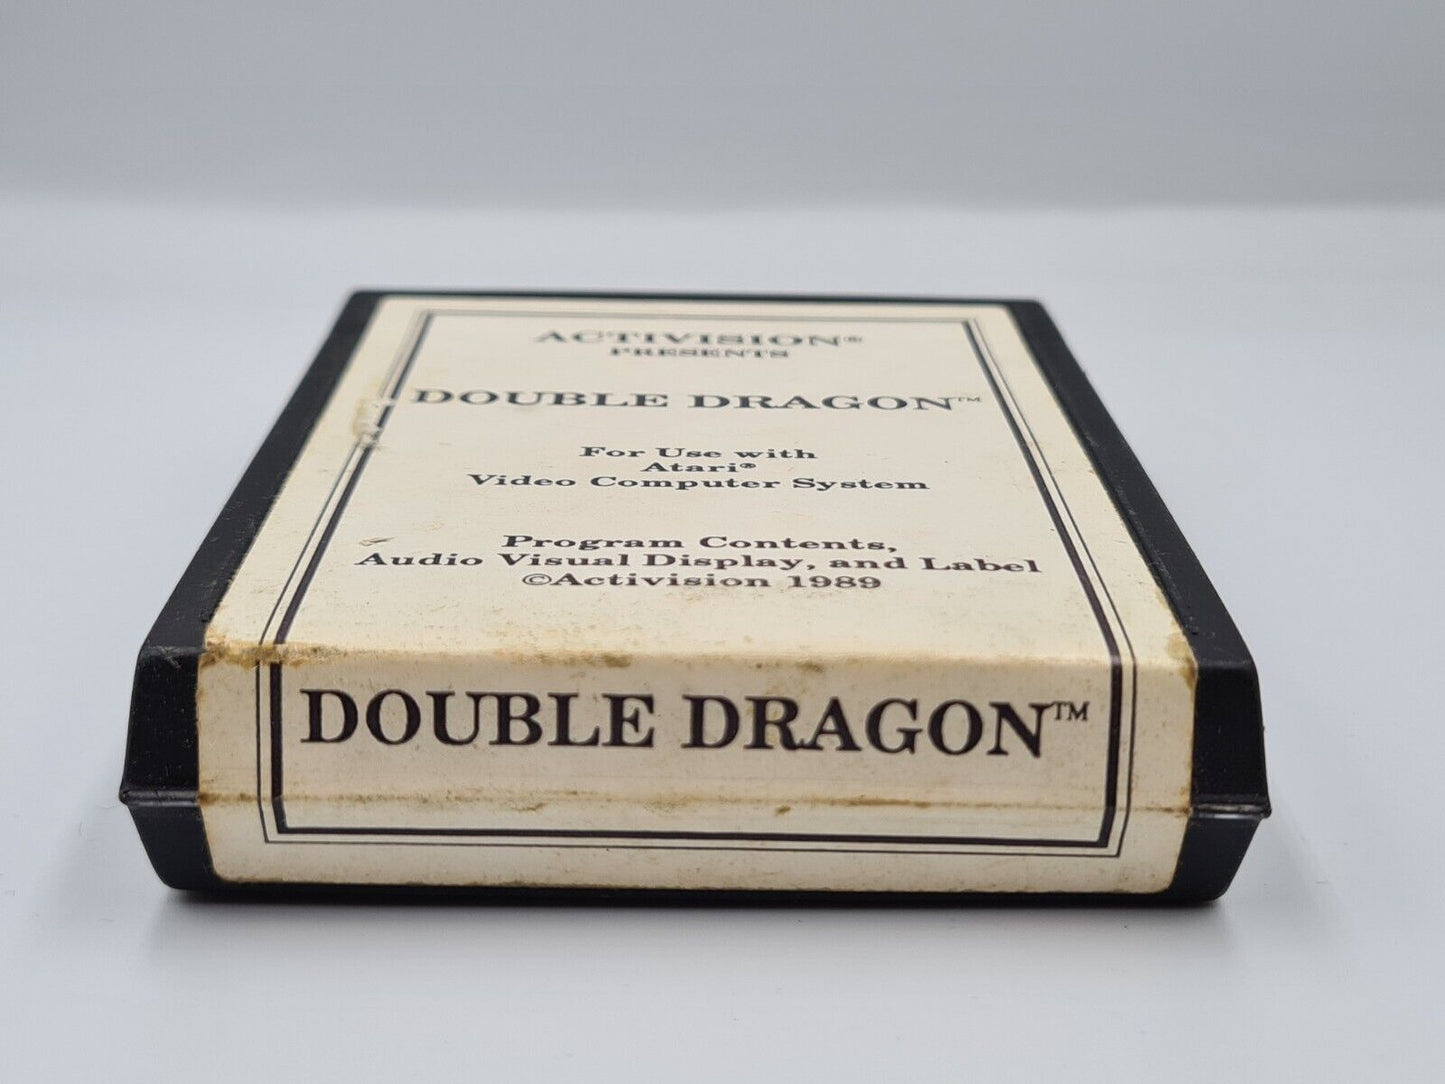 ACTIVISION®
PRESENTS
DOUBLE DRAGON™
For Use with
Atari®
Video Computer System
Program Contents,
Audio Visual Display, and Label
©Activision 1989
DOUBLE DRAGON™